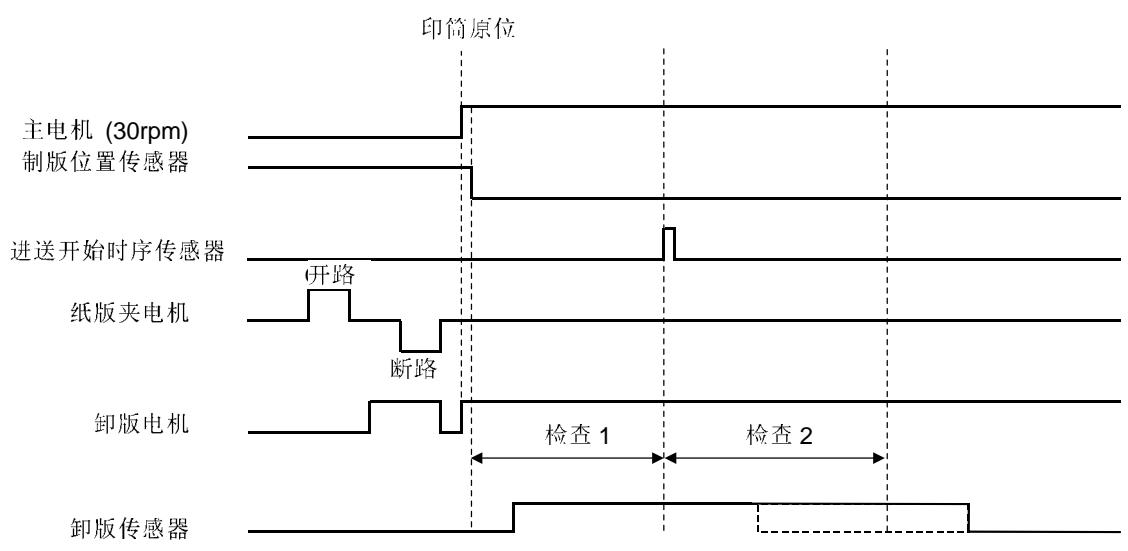 印筒原位
主电机 (30rpm)
制版位置传感器
进送开始时序传感器
开路
纸版夹电机
断路
卸版电机
检查 1
检查 2
卸版传感器